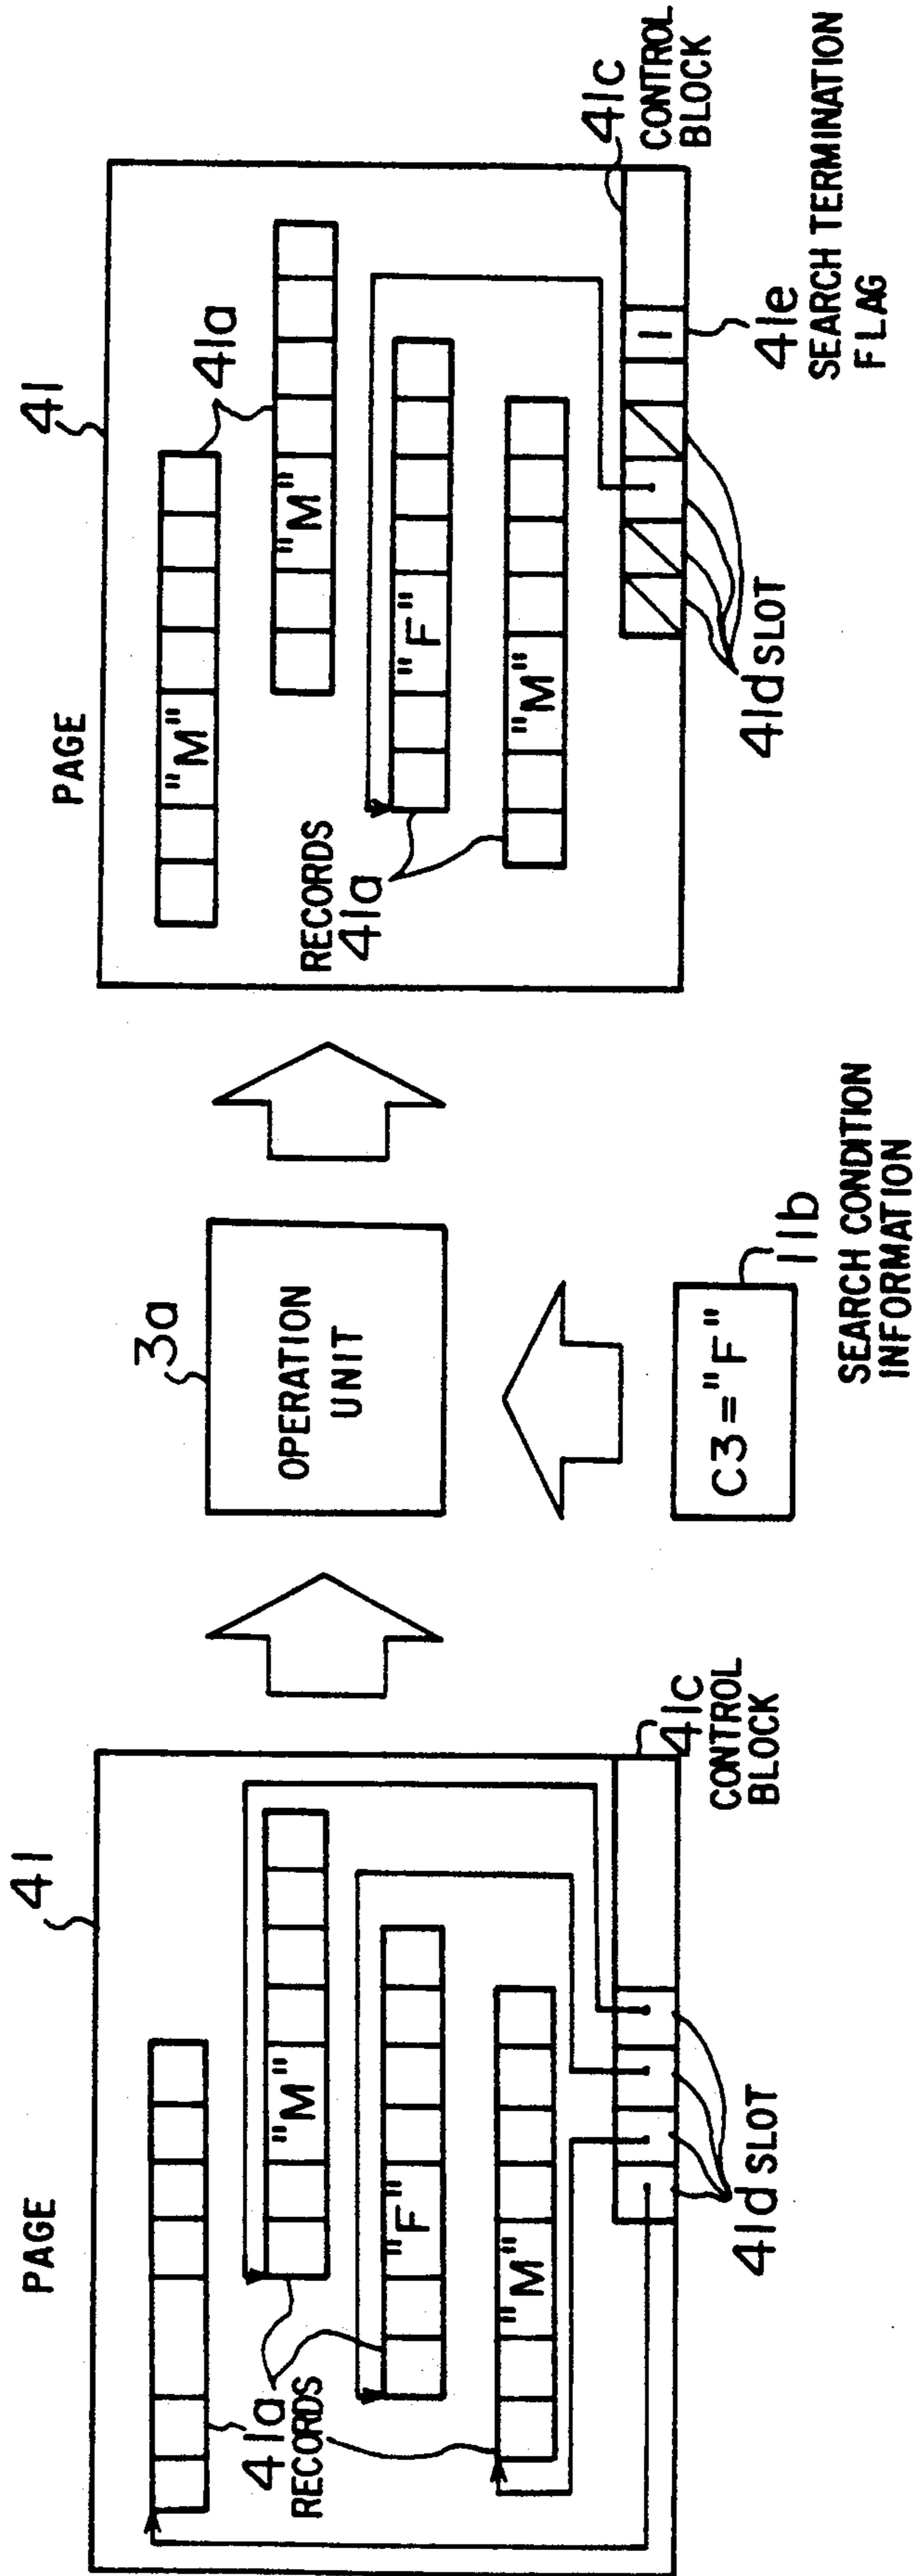 PAGE
41
"M"
"F"
"M"
41a
RECORDS
41d SLOT
41c
CONTROL
BLOCK
3a
OPERATION
UNIT
C3="F"
11b
SEARCH CONDITION
INFORMATION
PAGE
41
"M"
41a
"M"
"F"
"M"
RECORDS
41a
41d SLOT
1
41e
SEARCH TERMINATION
FLAG
41c
CONTROL
BLOCK